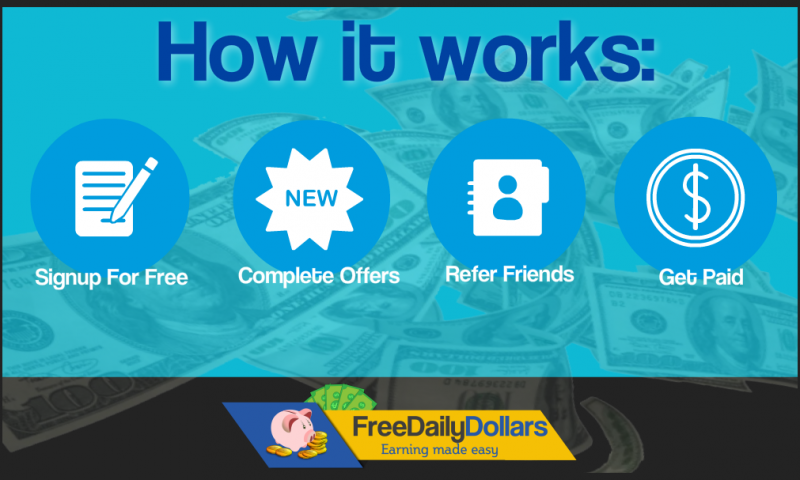 How it works:
NEW
Signup For Free
Complete Offers
Refer Friends
Get Paid
FreeDailyDollars
Earning made easy